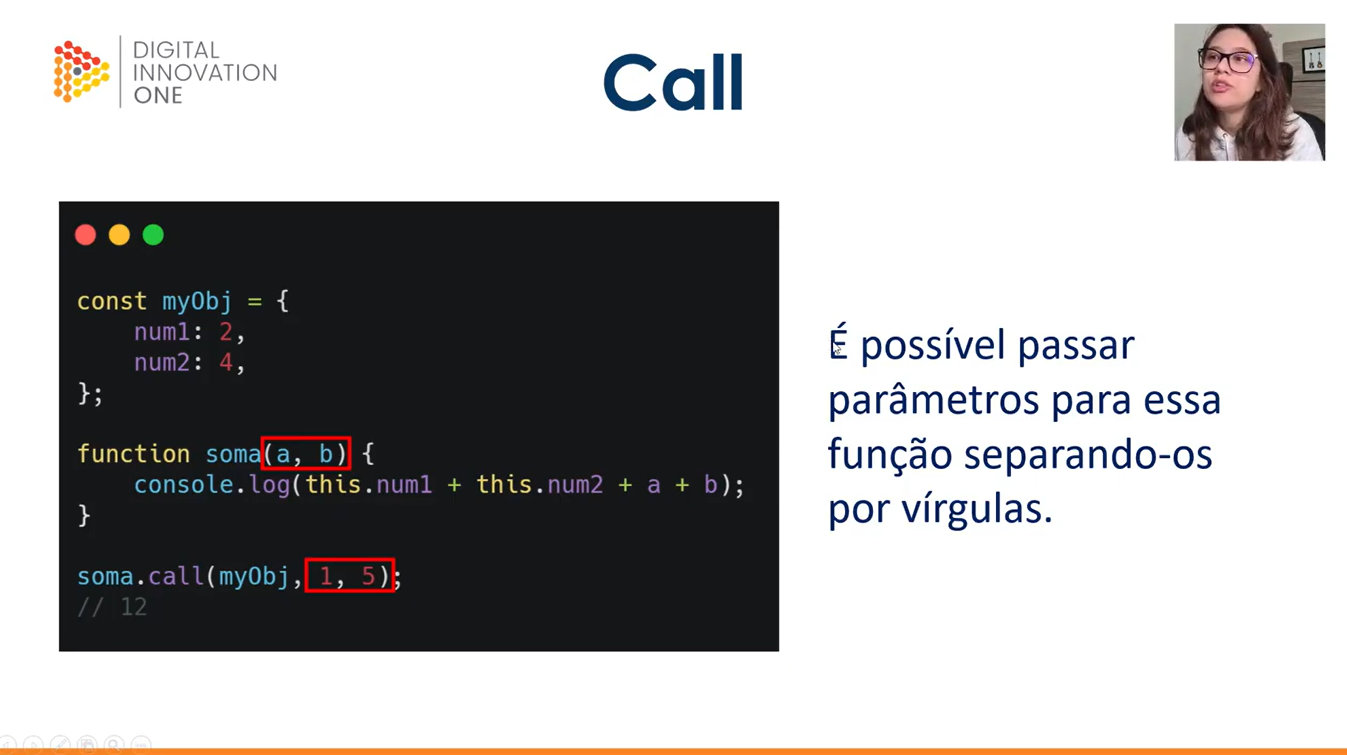 DIGITAL
INNOVATION
ONE
Call
const myObj = {
    num1: 2,
    num2: 4,
};
function soma(a, b) {
    console.log(this.num1 + this.num2 + a + b);
}
soma.call(myObj, 1, 5);
// 12
É possível passar
parâmetros para essa
função separando-os
por vírgulas.